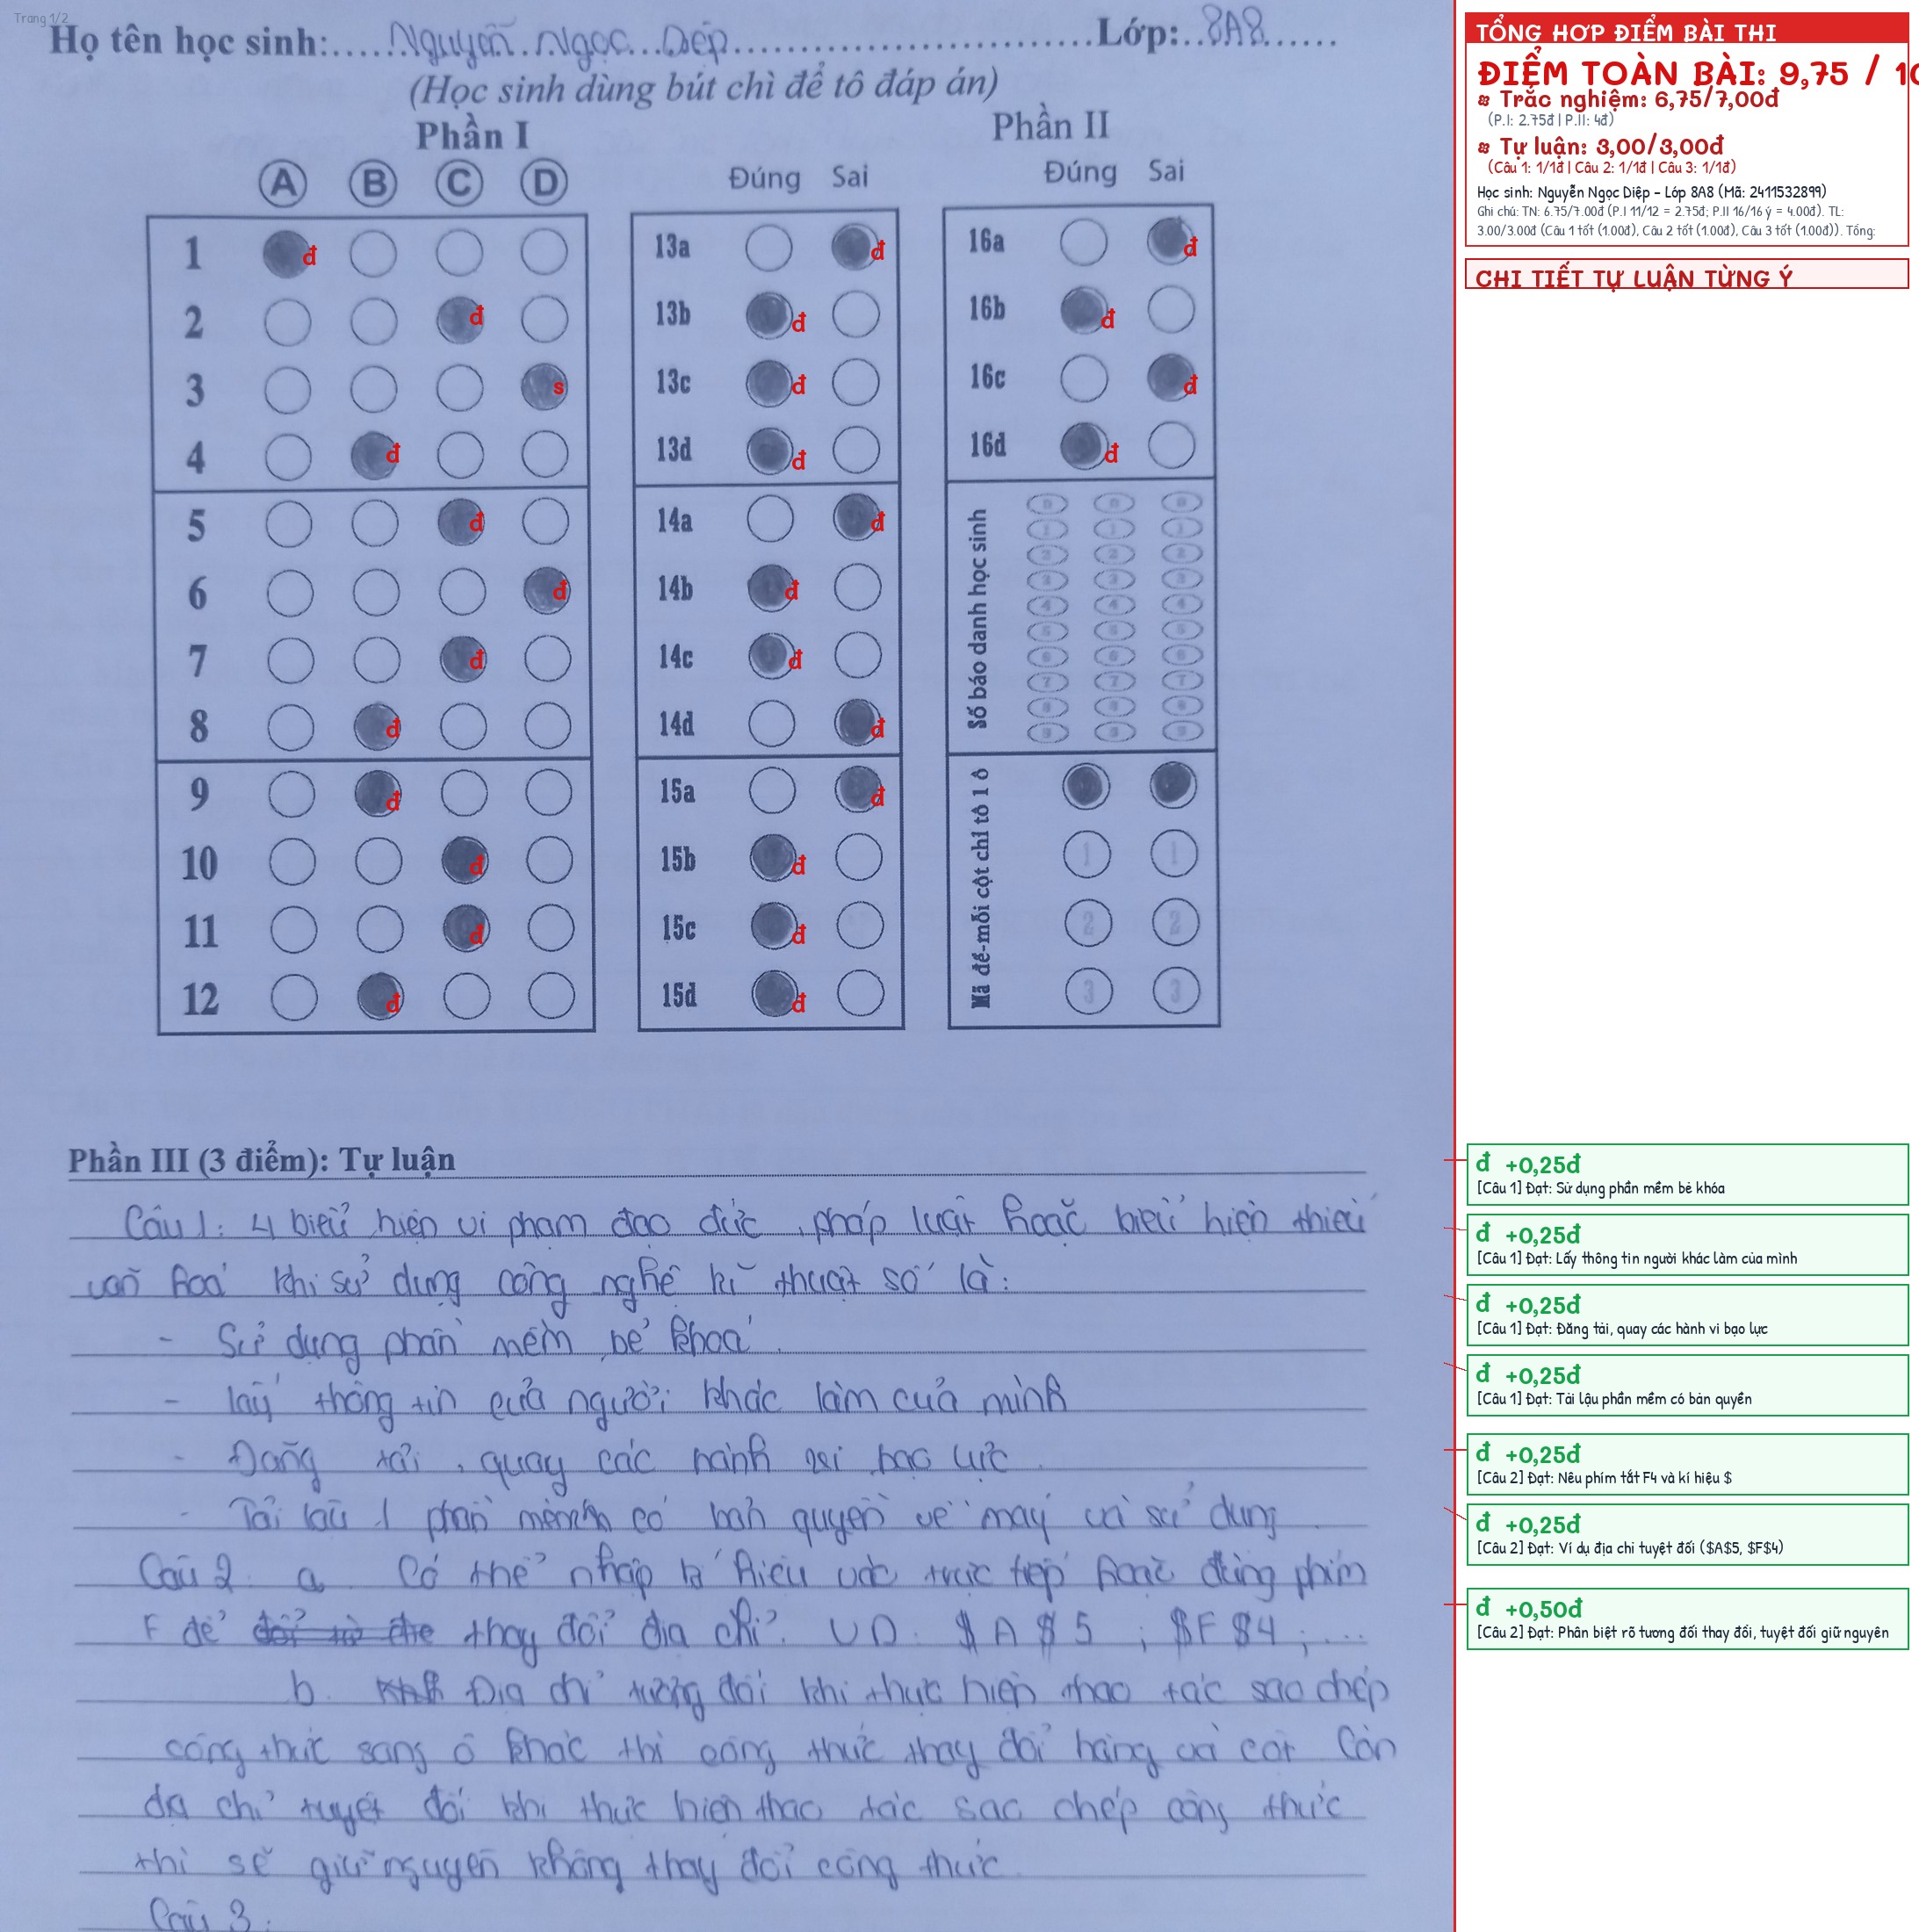 Trang 1/2
Họ tên học sinh:.....Nguyễn Ngọc Diệp..........Lớp:..8A8......
(Học sinh dùng bút chì để tô đáp án)
Phần I
A B C D
1 đ
2 đ
3 s
4 đ
5 đ
6 đ
7 đ
8 đ
9 đ
10 đ
11 đ
12 đ
Phần II
Đúng Sai
13a đ
13b đ
13c đ
13d đ
14a đ
14b đ
14c đ
14d đ
15a đ
15b đ
15c đ
15d đ
Đúng Sai
16a đ
16b đ
16c đ
16d đ
Số báo danh học sinh
Mã đề-mỗi cột chỉ tô 1 ô
1 1
2 2
3 3
Phần III (3 điểm): Tự luận
Câu 1: 4 biểu hiện vi phạm đạo đức, pháp luật hoặc biểu hiện thiếu
văn hoá khi sử dụng công nghệ kĩ thuật số là:
- Sử dụng phần mềm bẻ khoá.
- lấy thông tin của người khác làm của mình
- Đăng tải, quay các hành vi bạo lực.
- Tải lậu 1 phần mềm có bản quyền về máy và sử dụng.
Câu 2. a. Có thể nhập kí hiệu vào trực tiếp hoặc dùng phím
F để thay đổi địa chỉ. VD. $A$5 ; $F$4 ; ...
b. Địa chỉ tương đối khi thực hiện thao tác sao chép
công thức sang ô khác thì công thức thay đổi hàng và cột. Còn
địa chỉ tuyệt đối khi thực hiện thao tác sao chép công thức
thì sẽ giữ nguyên không thay đổi công thức.
Câu 3:
TỔNG HỢP ĐIỂM BÀI THI
ĐIỂM TOÀN BÀI: 9,75 / 10
Trắc nghiệm: 6,75/7,00đ
(P.I: 2.75đ | P.II: 4đ)
Tự luận: 3,00/3,00đ
(Câu 1: 1/1đ | Câu 2: 1/1đ | Câu 3: 1/1đ)
Học sinh: Nguyễn Ngọc Diệp - Lớp 8A8 (Mã: 2411532899)
Ghi chú: TN: 6.75/7.00đ (P.I 11/12 = 2.75đ; P.II 16/16 ý = 4.00đ). TL:
3.00/3.00đ (Câu 1 tốt (1.00đ), Câu 2 tốt (1.00đ), Câu 3 tốt (1.00đ)). Tổng:
CHI TIẾT TỰ LUẬN TỪNG Ý
đ +0,25đ
[Câu 1] Đạt: Sử dụng phần mềm bẻ khóa
đ +0,25đ
[Câu 1] Đạt: Lấy thông tin người khác làm của mình
đ +0,25đ
[Câu 1] Đạt: Đăng tải, quay các hành vi bạo lực
đ +0,25đ
[Câu 1] Đạt: Tải lậu phần mềm có bản quyền
đ +0,25đ
[Câu 2] Đạt: Nêu phím tắt F4 và kí hiệu $
đ +0,25đ
[Câu 2] Đạt: Ví dụ địa chỉ tuyệt đối ($A$5, $F$4)
đ +0,50đ
[Câu 2] Đạt: Phân biệt rõ tương đối thay đổi, tuyệt đối giữ nguyên